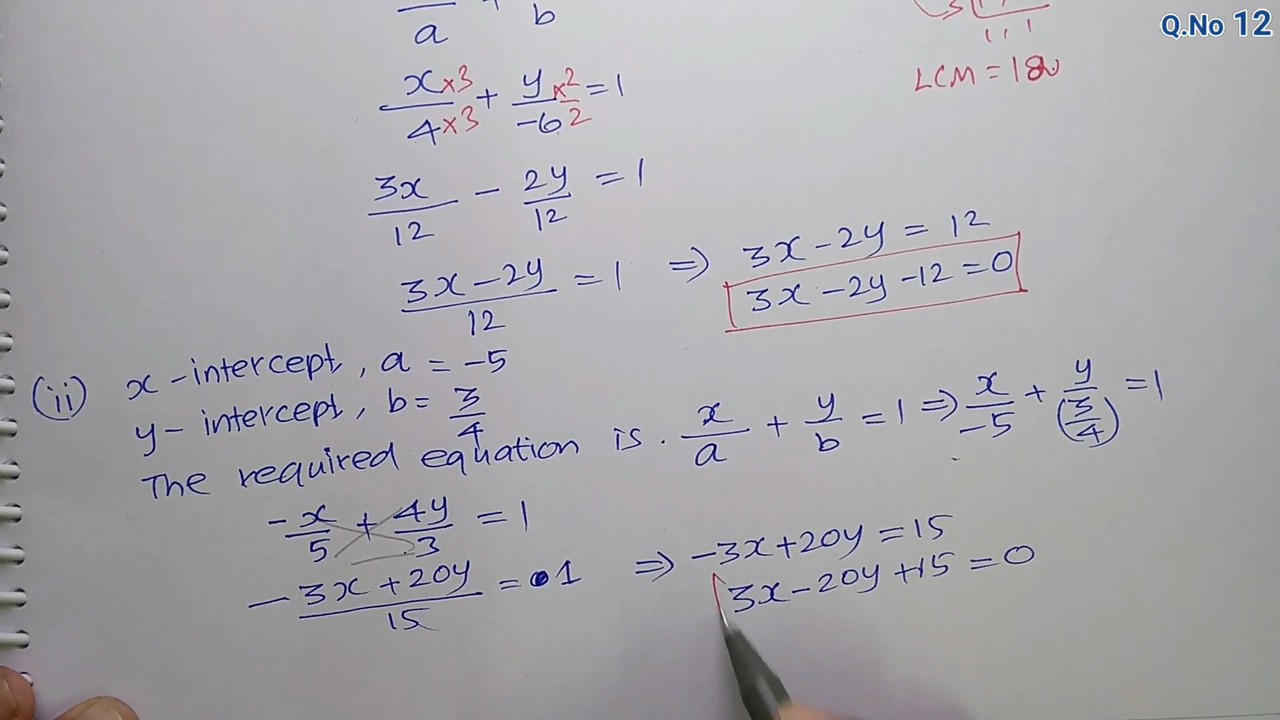 Q.No 12
a b
LCM = 180
x×3/4×3 + y×2/-6 2 = 1
3x/12 - 2y/12 = 1
3x-2y/12 = 1 ⇒ 3x-2y = 12
3x-2y-12=0
(ii) x-intercept, a = -5
y-intercept, b = 3/4
The required equation is. x/a + y/b = 1 ⇒ x/-5 + y/(3/4) = 1
-x/5 + 4y/3 = 1
-3x+20y/15 = 1 ⇒ -3x+20y = 15
3x-20y+15 = 0